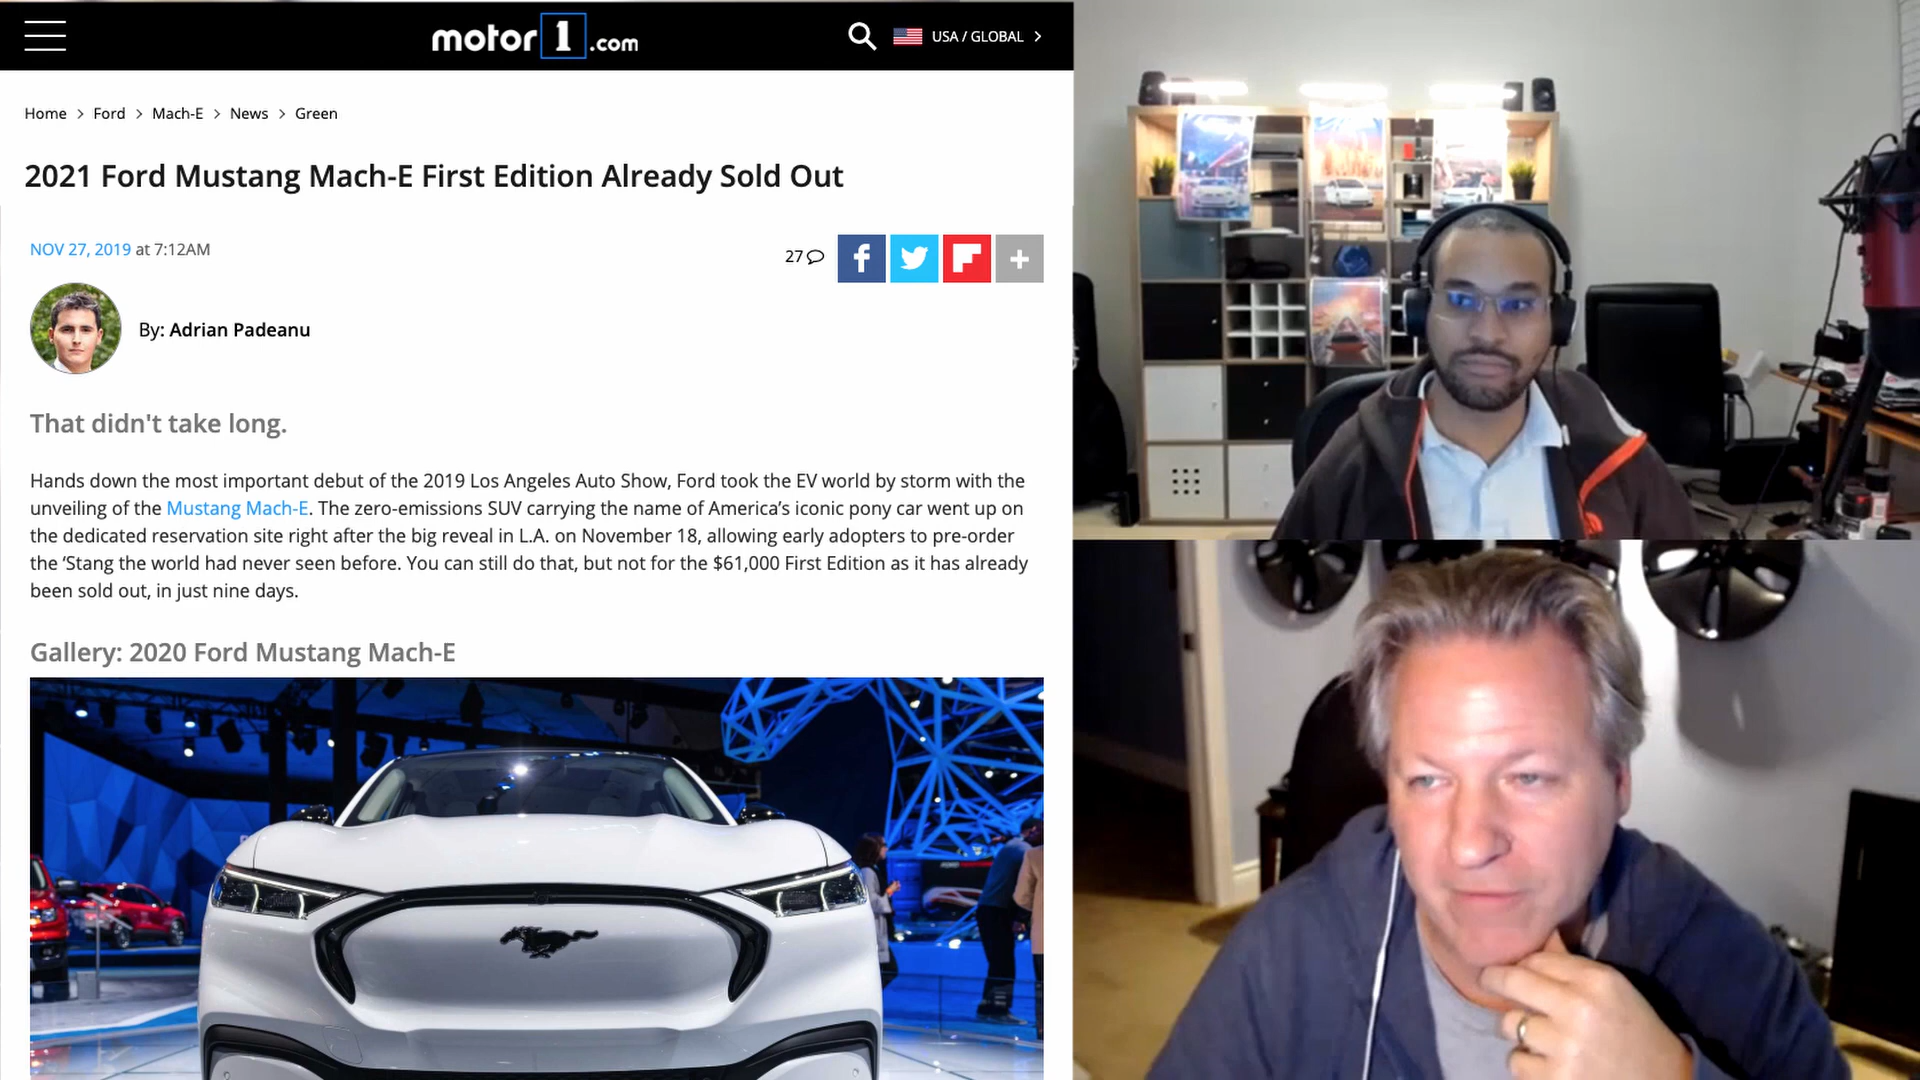 motor1.com
USA / GLOBAL
Home > Ford > Mach-E > News > Green
2021 Ford Mustang Mach-E First Edition Already Sold Out
NOV 27, 2019 at 7:12AM
27
By: Adrian Padeanu
That didn't take long.
Hands down the most important debut of the 2019 Los Angeles Auto Show, Ford took the EV world by storm with the
unveiling of the Mustang Mach-E. The zero-emissions SUV carrying the name of America’s iconic pony car went up on
the dedicated reservation site right after the big reveal in L.A. on November 18, allowing early adopters to pre-order
the ‘Stang the world had never seen before. You can still do that, but not for the $61,000 First Edition as it has already
been sold out, in just nine days.
Gallery: 2020 Ford Mustang Mach-E